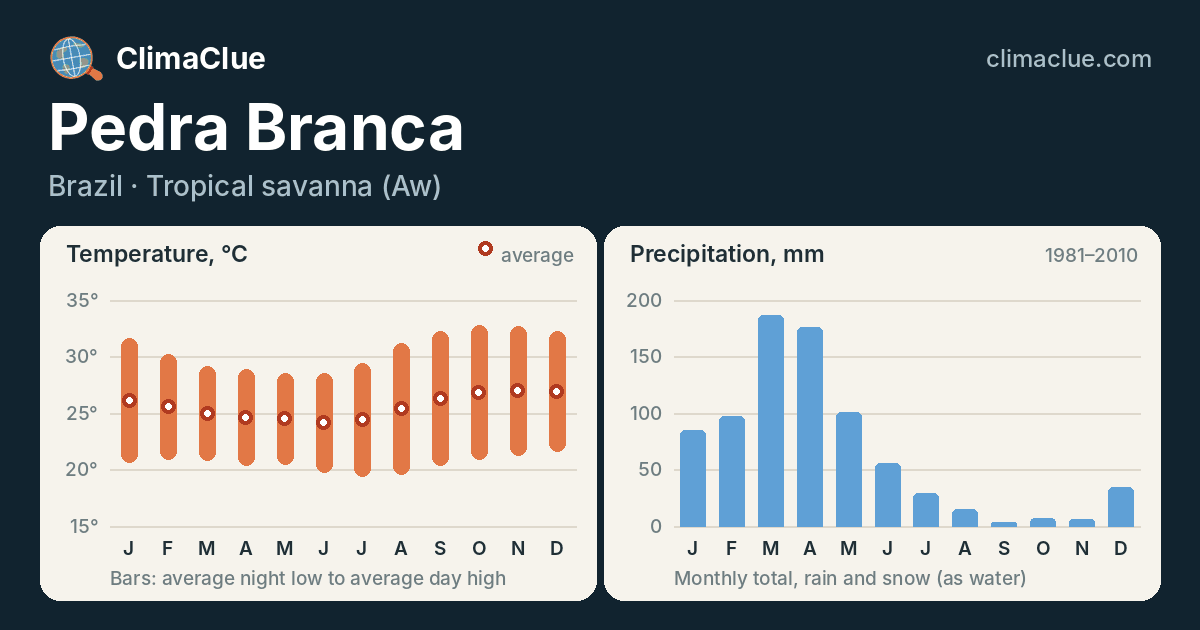 ClimaClue
climaclue.com
Pedra Branca
Brazil · Tropical savanna (Aw)
Temperature, °C
average
35°
30°
25°
20°
15°
J F M A M J J A S O N D
Bars: average night low to average day high
Precipitation, mm
1981–2010
200
150
100
50
0
J F M A M J J A S O N D
Monthly total, rain and snow (as water)